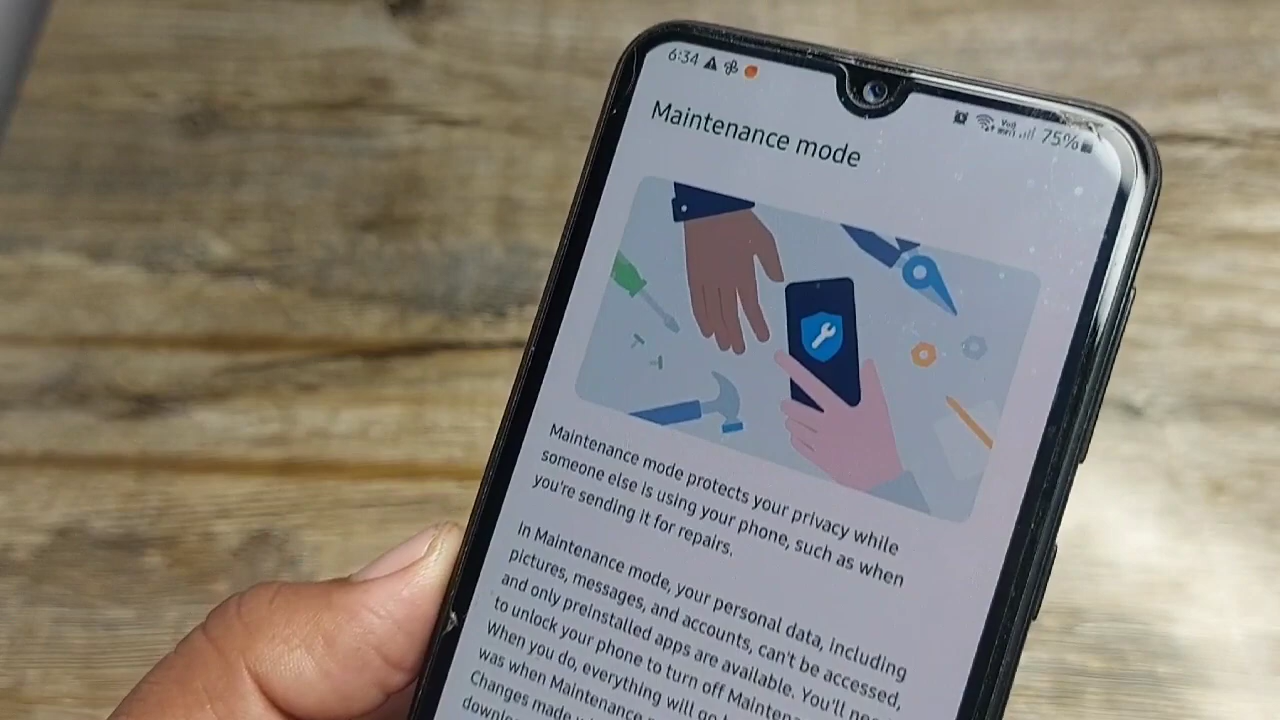 6:34
75%
Maintenance mode
Maintenance mode protects your privacy while
someone else is using your phone, such as when
you're sending it for repairs.
In Maintenance mode, your personal data, including
pictures, messages, and accounts, can't be accessed,
and only preinstalled apps are available. You'll
to unlock your phone to turn off
When you do, everything will
was when Maintenance
Changes made